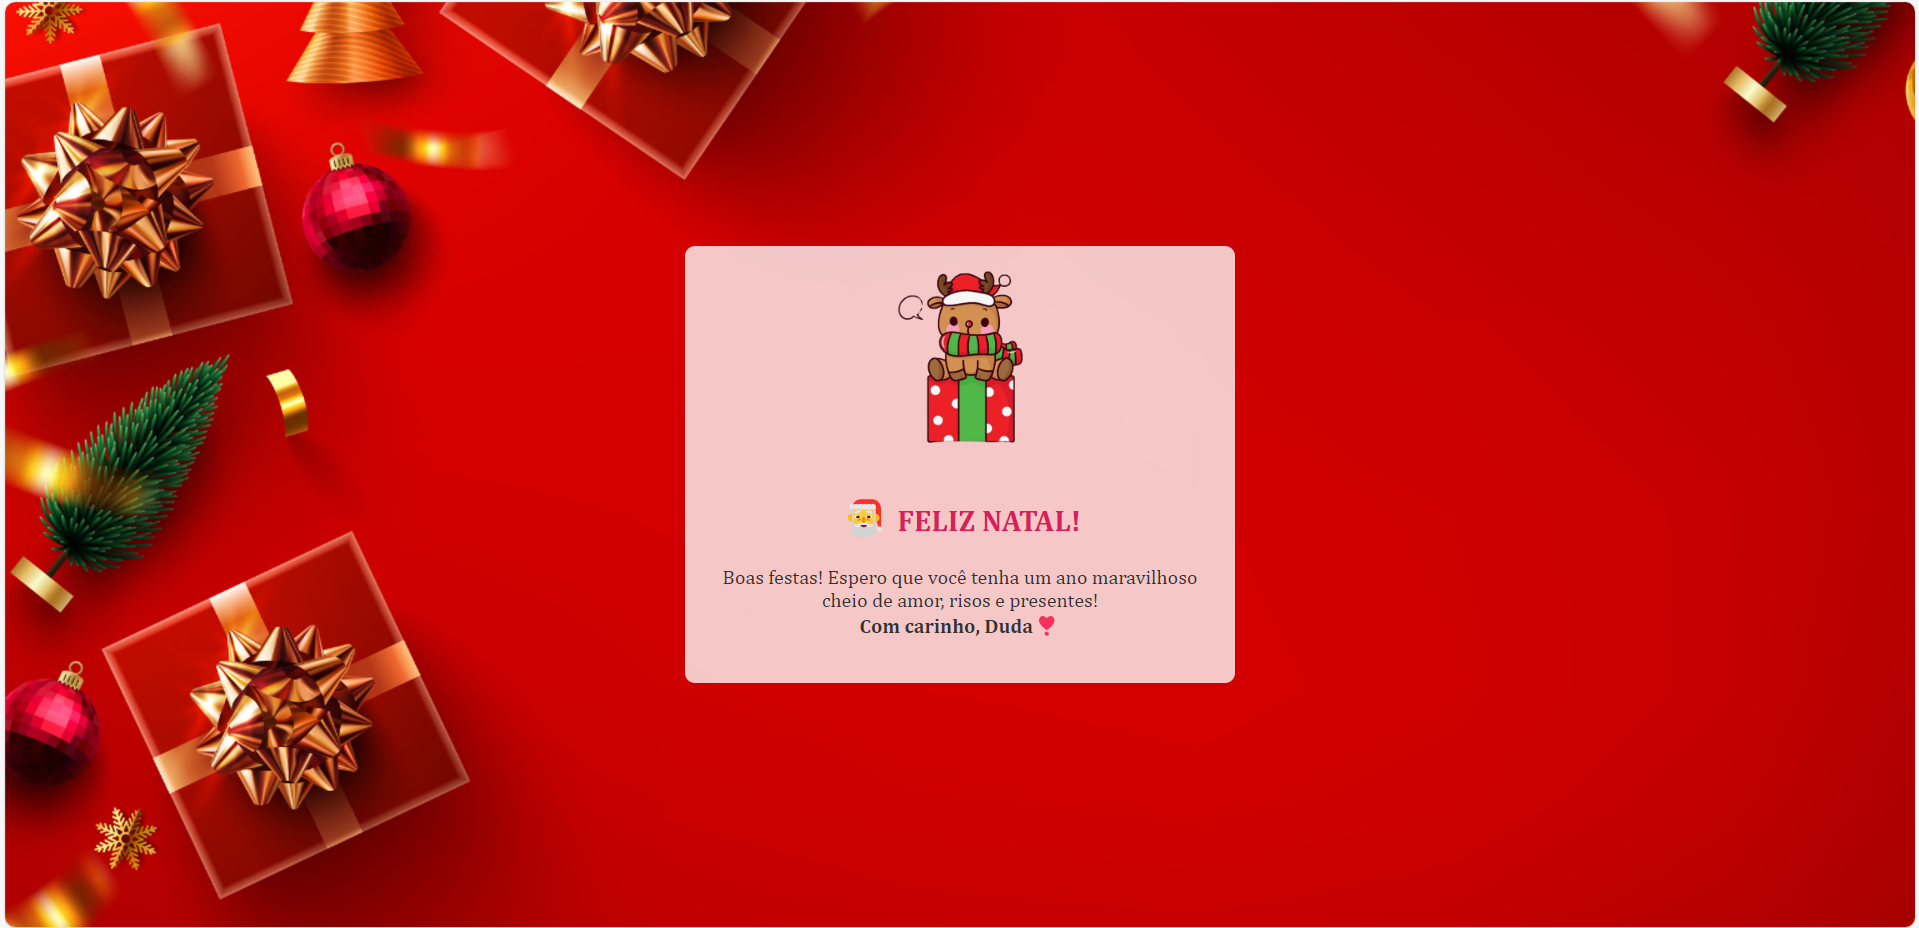 FELIZ NATAL!
Boas festas! Espero que você tenha um ano maravilhoso
cheio de amor, risos e presentes!
Com carinho, Duda